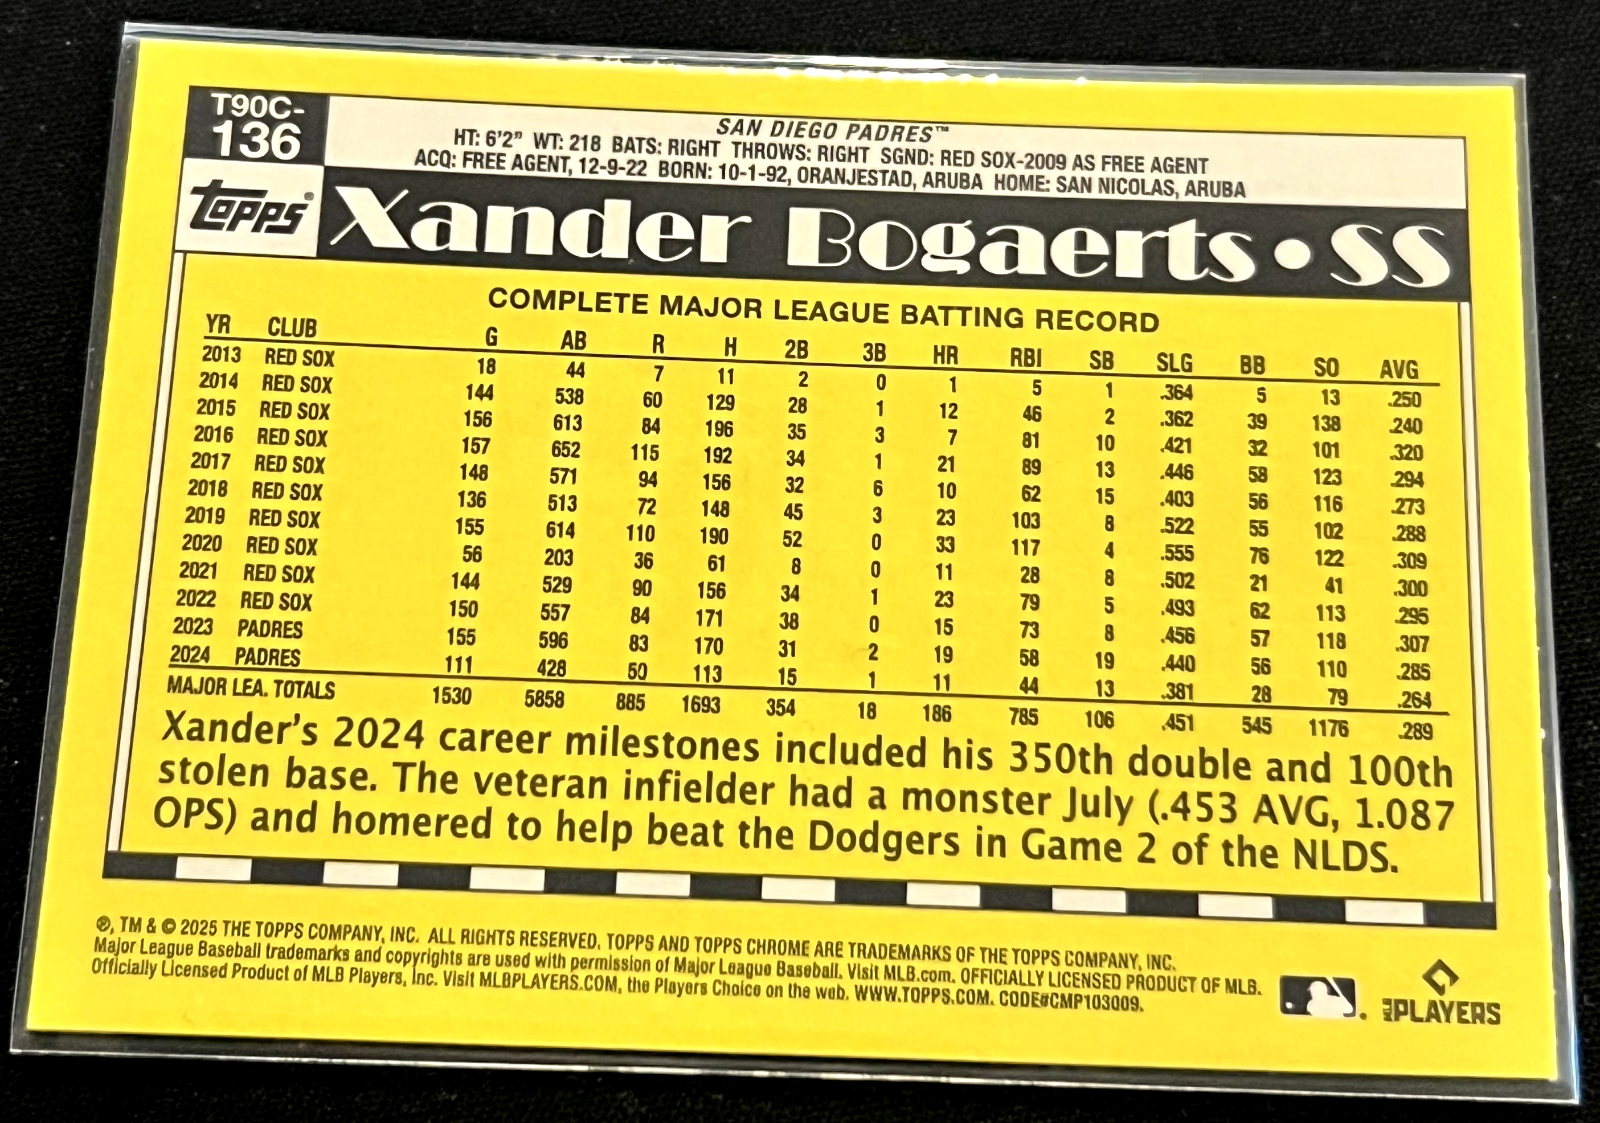 T90C-
136
SAN DIEGO PADRES™
HT: 6'2" WT: 218 BATS: RIGHT THROWS: RIGHT SGND: RED SOX-2009 AS FREE AGENT
ACQ: FREE AGENT, 12-9-22 BORN: 10-1-92, ORANJESTAD, ARUBA HOME: SAN NICOLAS, ARUBA
Topps®
Xander Bogaerts • SS
COMPLETE MAJOR LEAGUE BATTING RECORD
YR CLUB G AB R H 2B 3B HR RBI SB SLG BB SO AVG
2013 RED SOX 18 44 7 11 2 0 1 5 1 .364 5 13 .250
2014 RED SOX 144 538 60 129 28 1 12 46 2 .362 39 138 .240
2015 RED SOX 156 613 84 196 35 3 7 81 10 .421 32 101 .320
2016 RED SOX 157 652 115 192 34 1 21 89 13 .446 58 123 .294
2017 RED SOX 148 571 94 156 32 6 10 62 15 .403 56 116 .273
2018 RED SOX 136 513 72 148 45 3 23 103 8 .522 55 102 .288
2019 RED SOX 155 614 110 190 52 0 33 117 4 .555 76 122 .309
2020 RED SOX 56 203 36 61 8 0 11 28 8 .502 21 41 .300
2021 RED SOX 144 529 90 156 34 1 23 79 5 .493 62 113 .295
2022 RED SOX 150 557 84 171 38 0 15 73 8 .456 57 118 .307
2023 PADRES 155 596 83 170 31 2 19 58 19 .440 56 110 .285
2024 PADRES 111 428 50 113 15 1 11 44 13 .381 28 79 .264
MAJOR LEA. TOTALS 1530 5858 885 1693 354 18 186 785 106 .451 545 1176 .289
Xander's 2024 career milestones included his 350th double and 100th
stolen base. The veteran infielder had a monster July (.453 AVG, 1.087
OPS) and homered to help beat the Dodgers in Game 2 of the NLDS.
®, TM & © 2025 THE TOPPS COMPANY, INC. ALL RIGHTS RESERVED. TOPPS AND TOPPS CHROME ARE TRADEMARKS OF THE TOPPS COMPANY, INC.
Major League Baseball trademarks and copyrights are used with permission of Major League Baseball. Visit MLB.com. OFFICIALLY LICENSED PRODUCT OF MLB.
Officially Licensed Product of MLB Players, Inc. Visit MLBPLAYERS.COM, the Players Choice on the web. WWW.TOPPS.COM. CODE#CMP103009.
MLB PLAYERS